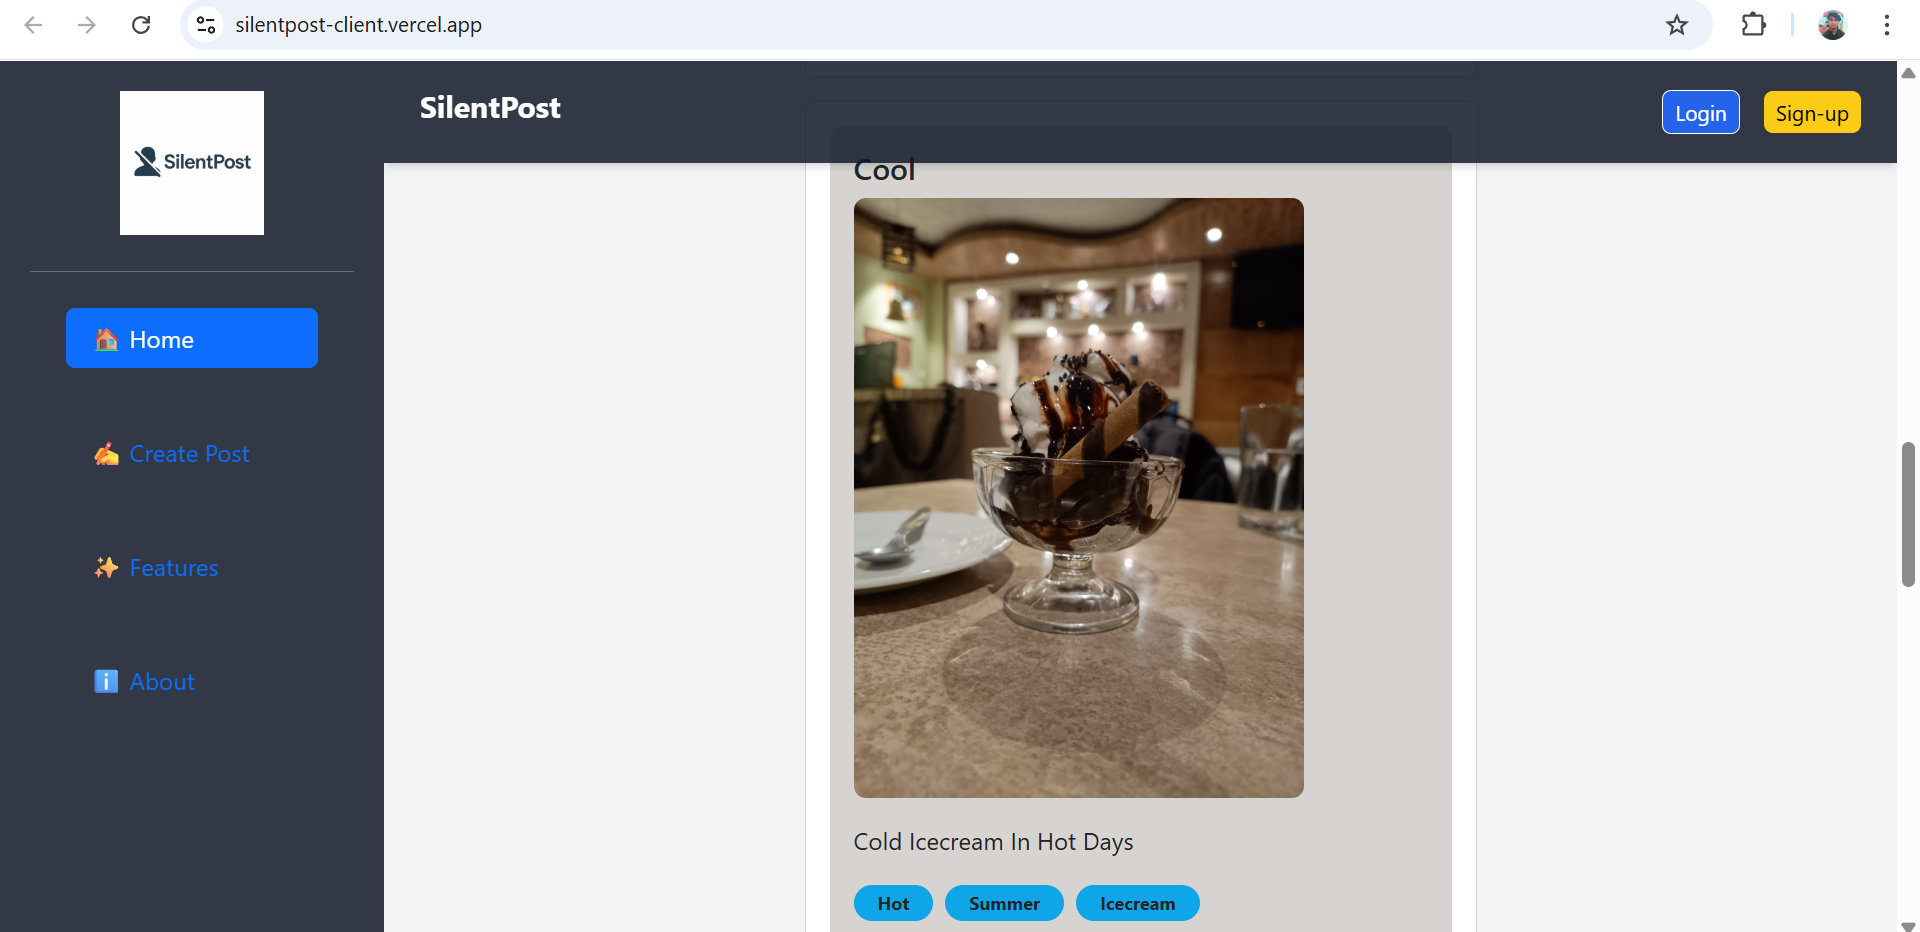 silentpost-client.vercel.app
SilentPost
SilentPost
Login
Sign-up
🏠 Home
✍️ Create Post
✨ Features
ℹ️ About
Cool
Cold Icecream In Hot Days
Hot Summer Icecream